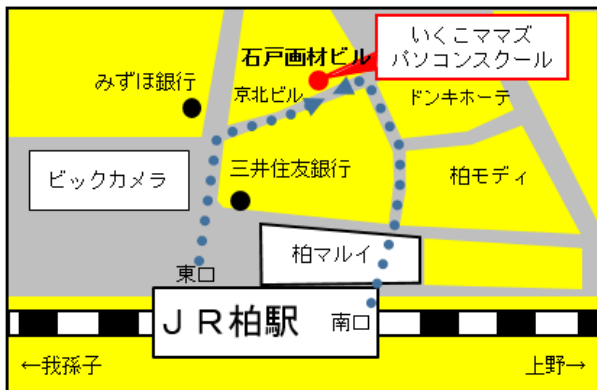 いくこママズ
パソコンスクール
石戸画材ビル
みずほ銀行
京北ビル
ドンキホーテ
三井住友銀行
ビックカメラ
柏モディ
柏マルイ
東口
JR柏駅
南口
←我孫子
上野→